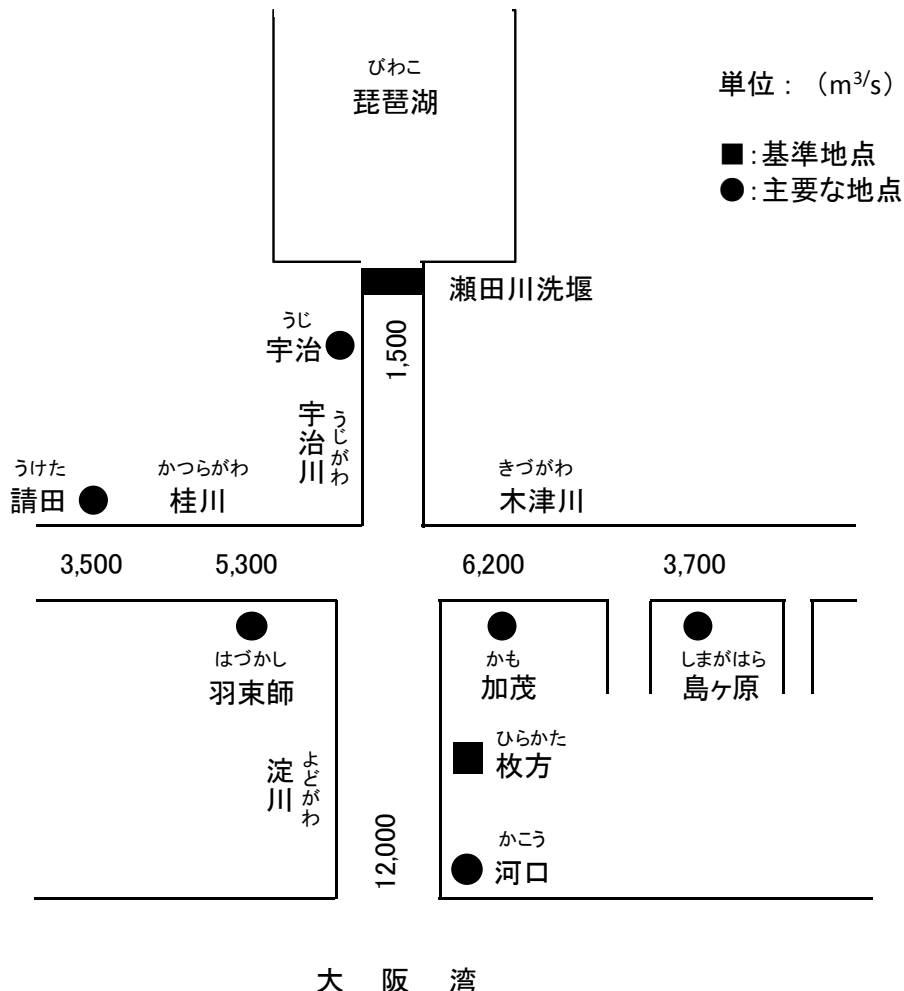 びわこ
琵琶湖
単位： （m³/s）
■：基準地点
●：主要な地点
瀬田川洗堰
うじ
宇治
1,500
宇治川
うじがわ
うけた
請田
かつらがわ
桂川
きづがわ
木津川
3,500
5,300
6,200
3,700
はづかし
羽束師
かも
加茂
しまがはら
島ヶ原
ひらかた
枚方
淀川
よどがわ
12,000
かこう
河口
大 阪 湾